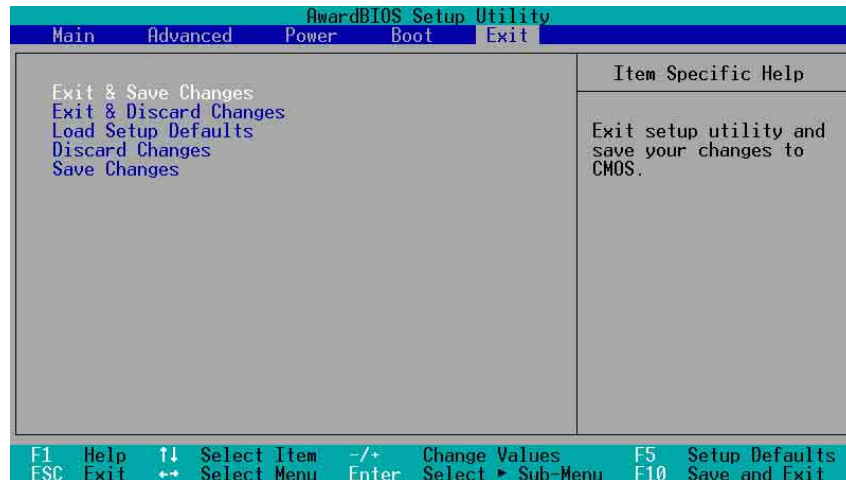 AwardBIOS Setup Utility
Main Advanced Power Boot Exit
Exit & Save Changes
Exit & Discard Changes
Load Setup Defaults
Discard Changes
Save Changes
Item Specific Help
Exit setup utility and
save your changes to
CMOS.
F1 Help ↑↓ Select Item -/+ Change Values F5 Setup Defaults
ESC Exit ←→ Select Menu Enter Select ► Sub-Menu F10 Save and Exit